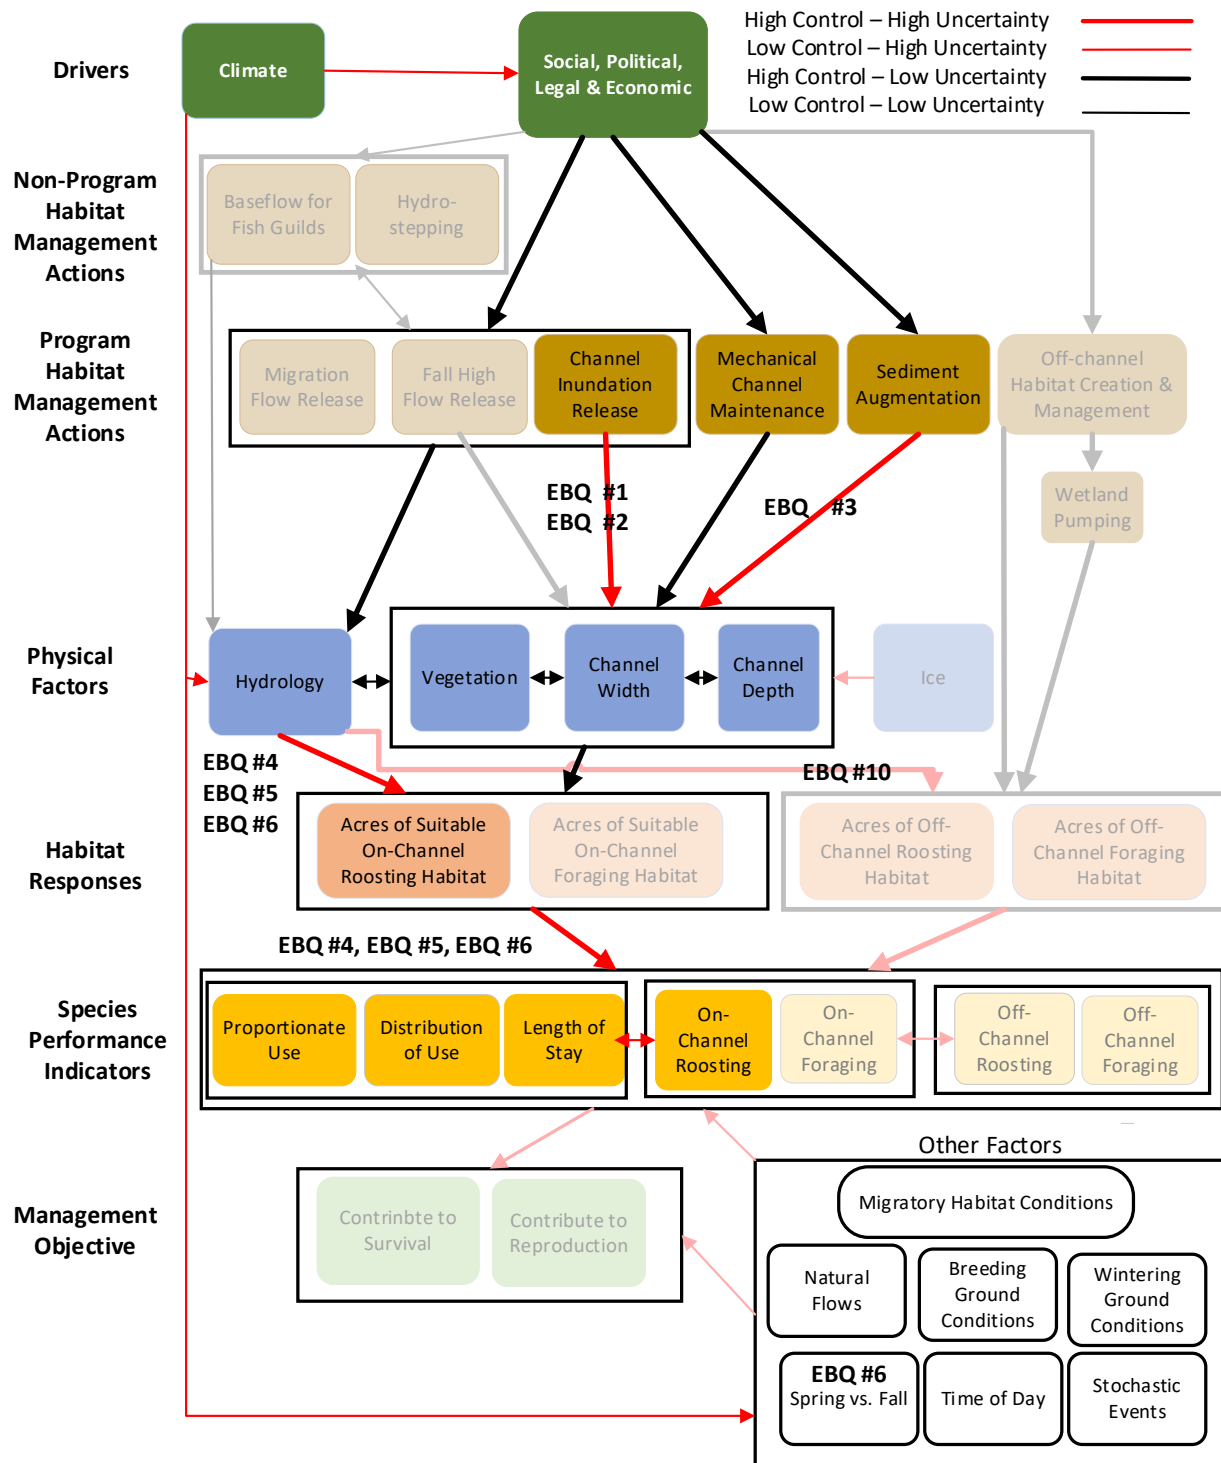 High Control – High Uncertainty
Low Control – High Uncertainty
High Control – Low Uncertainty
Low Control – Low Uncertainty
Drivers
Climate
Social, Political,
Legal & Economic
Non-Program
Habitat
Management
Actions
Baseflow for
Fish Guilds
Hydro-
stepping
Program
Habitat
Management
Actions
Migration
Flow Release
Fall High
Flow Release
Channel
Inundation
Release
Mechanical
Channel
Maintenance
Sediment
Augmentation
Off-channel
Habitat Creation &
Management
EBQ #1
EBQ #2
EBQ #3
Wetland
Pumping
Physical
Factors
Hydrology
Vegetation
Channel
Width
Channel
Depth
Ice
EBQ #4
EBQ #5
EBQ #6
EBQ #10
Habitat
Responses
Acres of Suitable
On-Channel
Roosting Habitat
Acres of Suitable
On-Channel
Foraging Habitat
Acres of Off-
Channel Roosting
Habitat
Acres of Off-
Channel Foraging
Habitat
EBQ #4, EBQ #5, EBQ #6
Species
Performance
Indicators
Proportionate
Use
Distribution
of Use
Length of
Stay
On-
Channel
Roosting
On-
Channel
Foraging
Off-
Channel
Roosting
Off-
Channel
Foraging
Other Factors
Management
Objective
Contrinbte to
Survival
Contribute to
Reproduction
Migratory Habitat Conditions
Natural
Flows
Breeding
Ground
Conditions
Wintering
Ground
Conditions
EBQ #6
Spring vs. Fall
Time of Day
Stochastic
Events